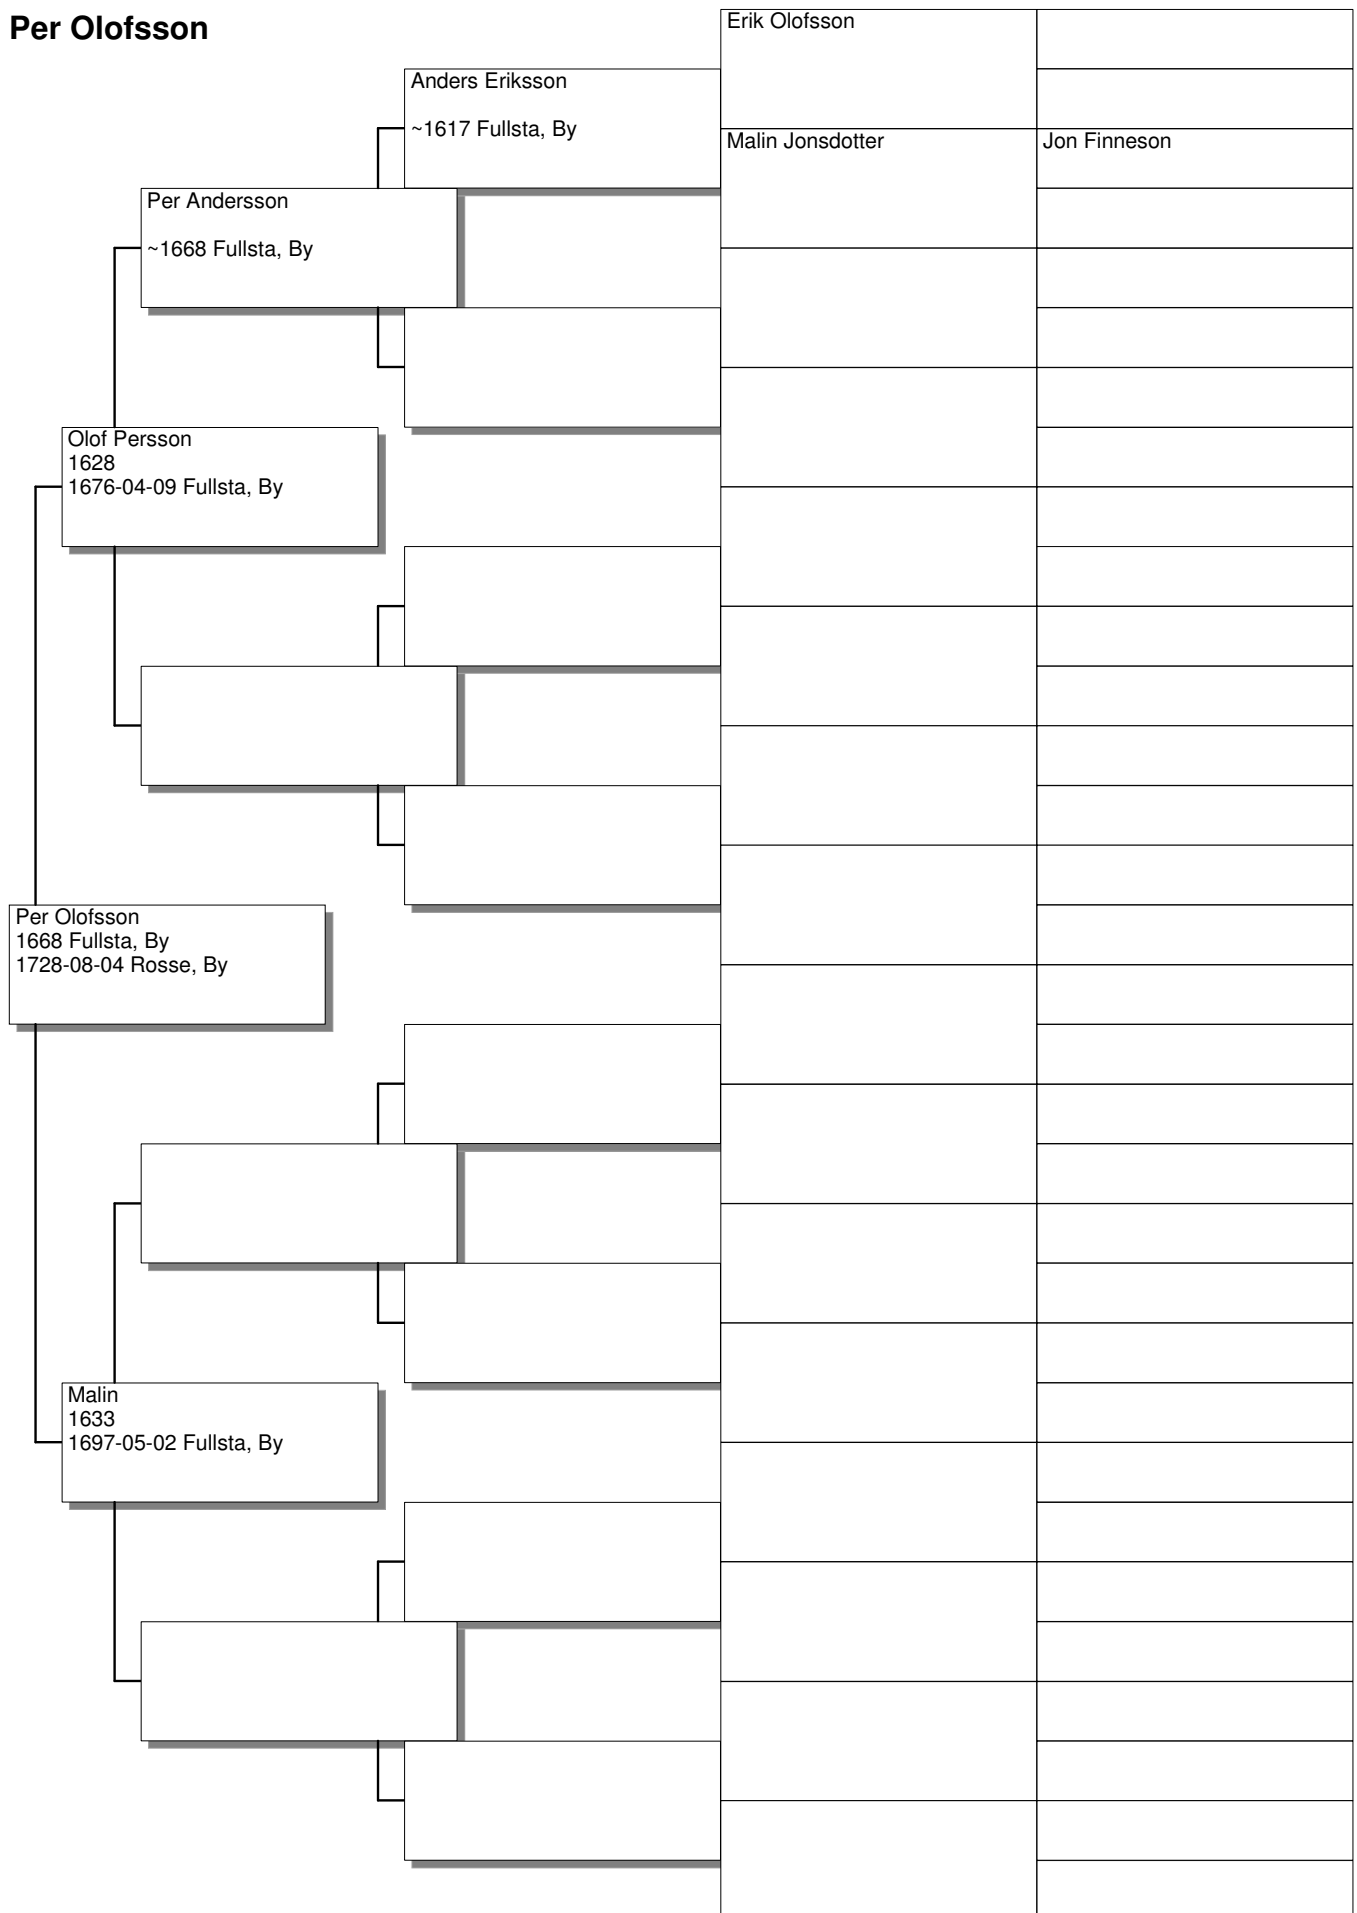 Per Olofsson
Erik Olofsson
Anders Eriksson
~1617 Fullsta, By
Malin Jonsdotter
Jon Finneson
Per Andersson
~1668 Fullsta, By
Olof Persson
1628
1676-04-09 Fullsta, By
Per Olofsson
1668 Fullsta, By
1728-08-04 Rosse, By
Malin
1633
1697-05-02 Fullsta, By